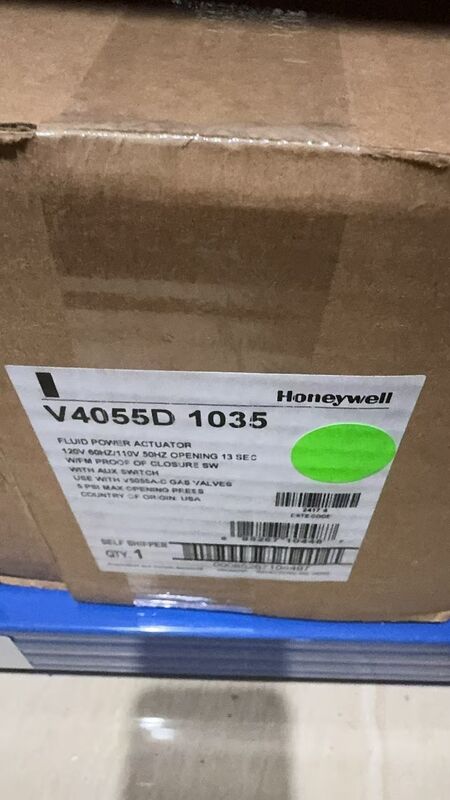 Honeywell
V4055D 1035
FLUID POWER ACTUATOR
120V 60HZ/110V 50HZ OPENING 13 SEC
W/FM PROOF OF CLOSURE SW
WITH AUX SWITCH
USE WITH V5055A-C GAS VALVES
5 PSI MAX OPENING PRESS
COUNTRY OF ORIGIN: USA
DATE CODE
SELF SHIPPER
QTY. 1